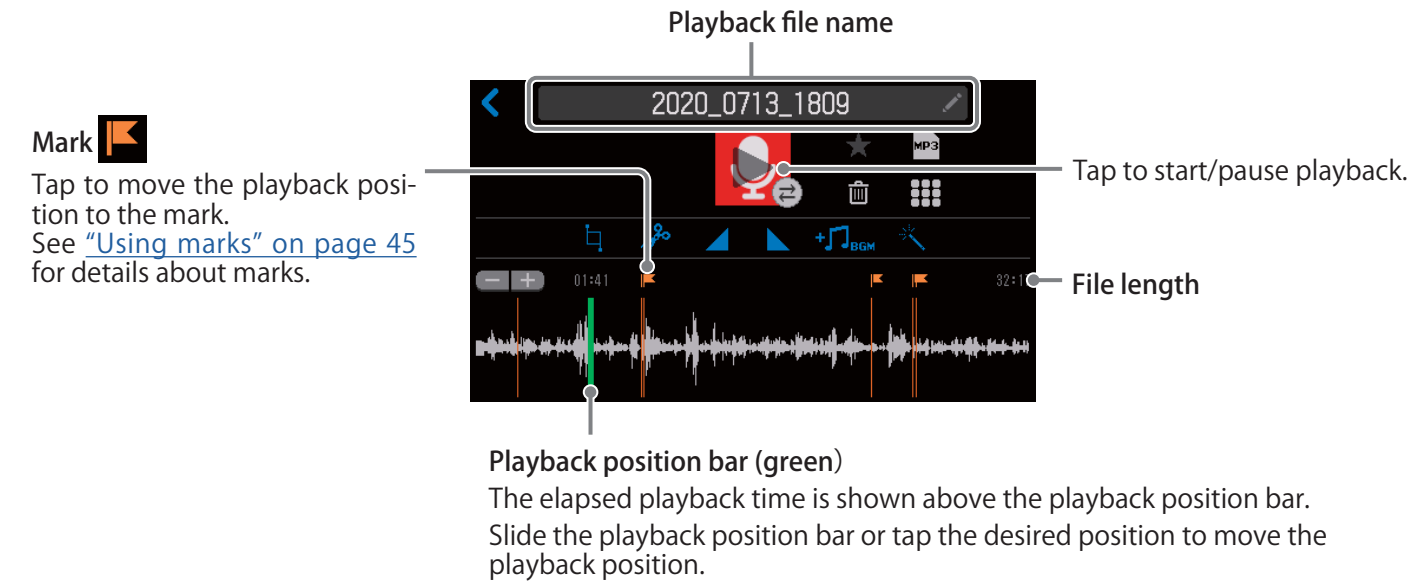 Playback file name
2020_0713_1809
Mark
Tap to move the playback posi-
tion to the mark.
See "Using marks" on page 45
for details about marks.
MP3
Tap to start/pause playback.
+ BGM
− +
01:41
File length
Playback position bar (green)
The elapsed playback time is shown above the playback position bar.
Slide the playback position bar or tap the desired position to move the
playback position.